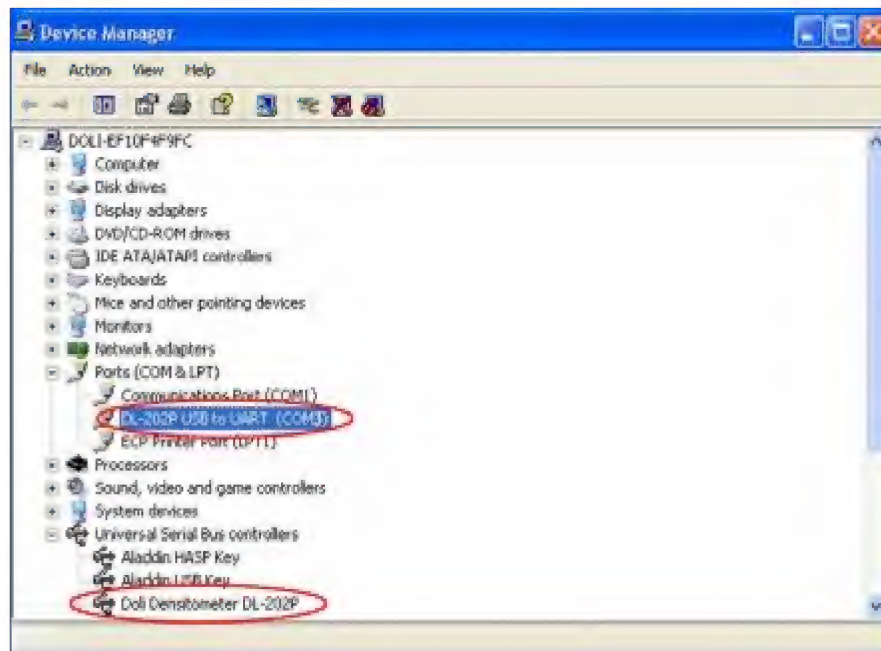 Device Manager
File Action View Help
DOLI-EF10F4F9FC
Computer
Disk drives
Display adapters
DVD/CD-ROM drives
IDE ATA/ATAPI controllers
Keyboards
Mice and other pointing devices
Monitors
Network adapters
Ports (COM & LPT)
Communications Port (COM1)
DL-202P USB to UART (COM3)
ECP Printer Port (LPT1)
Processors
Sound, video and game controllers
System devices
Universal Serial Bus controllers
Aladdin HASP Key
Aladdin USB Key
Doli Densitometer DL-202P